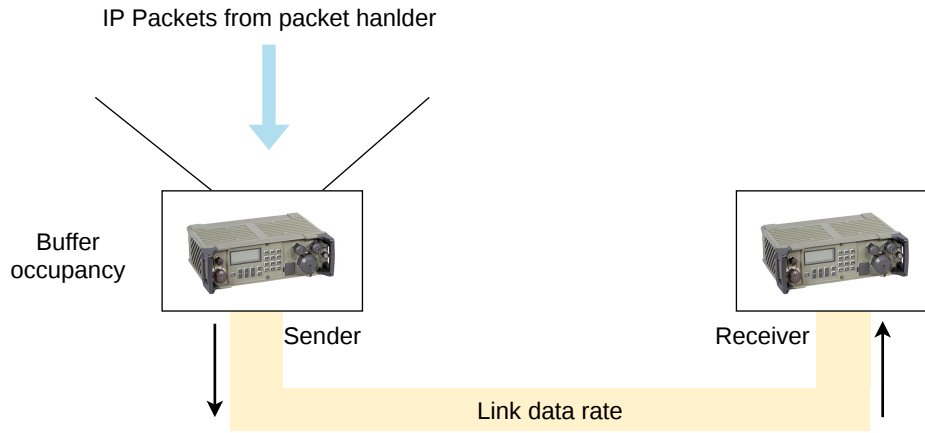 IP Packets from packet hanlder
Buffer
occupancy
Sender
Receiver
Link data rate